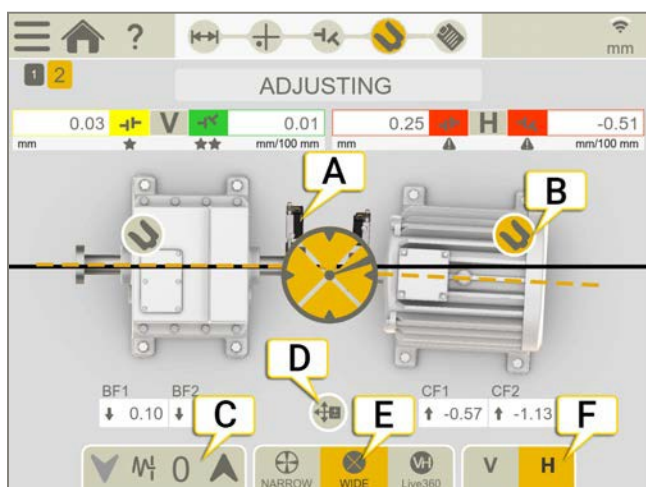 ?
mm
1 2
ADJUSTING
0.03 V 0.01 0.25 H -0.51
mm mm/100 mm mm mm/100 mm
A
B
D
BF1 BF2 CF1 CF2
0.10 -0.57 -1.13
C E F
0 V H
NARROW WIDE Live360
VH